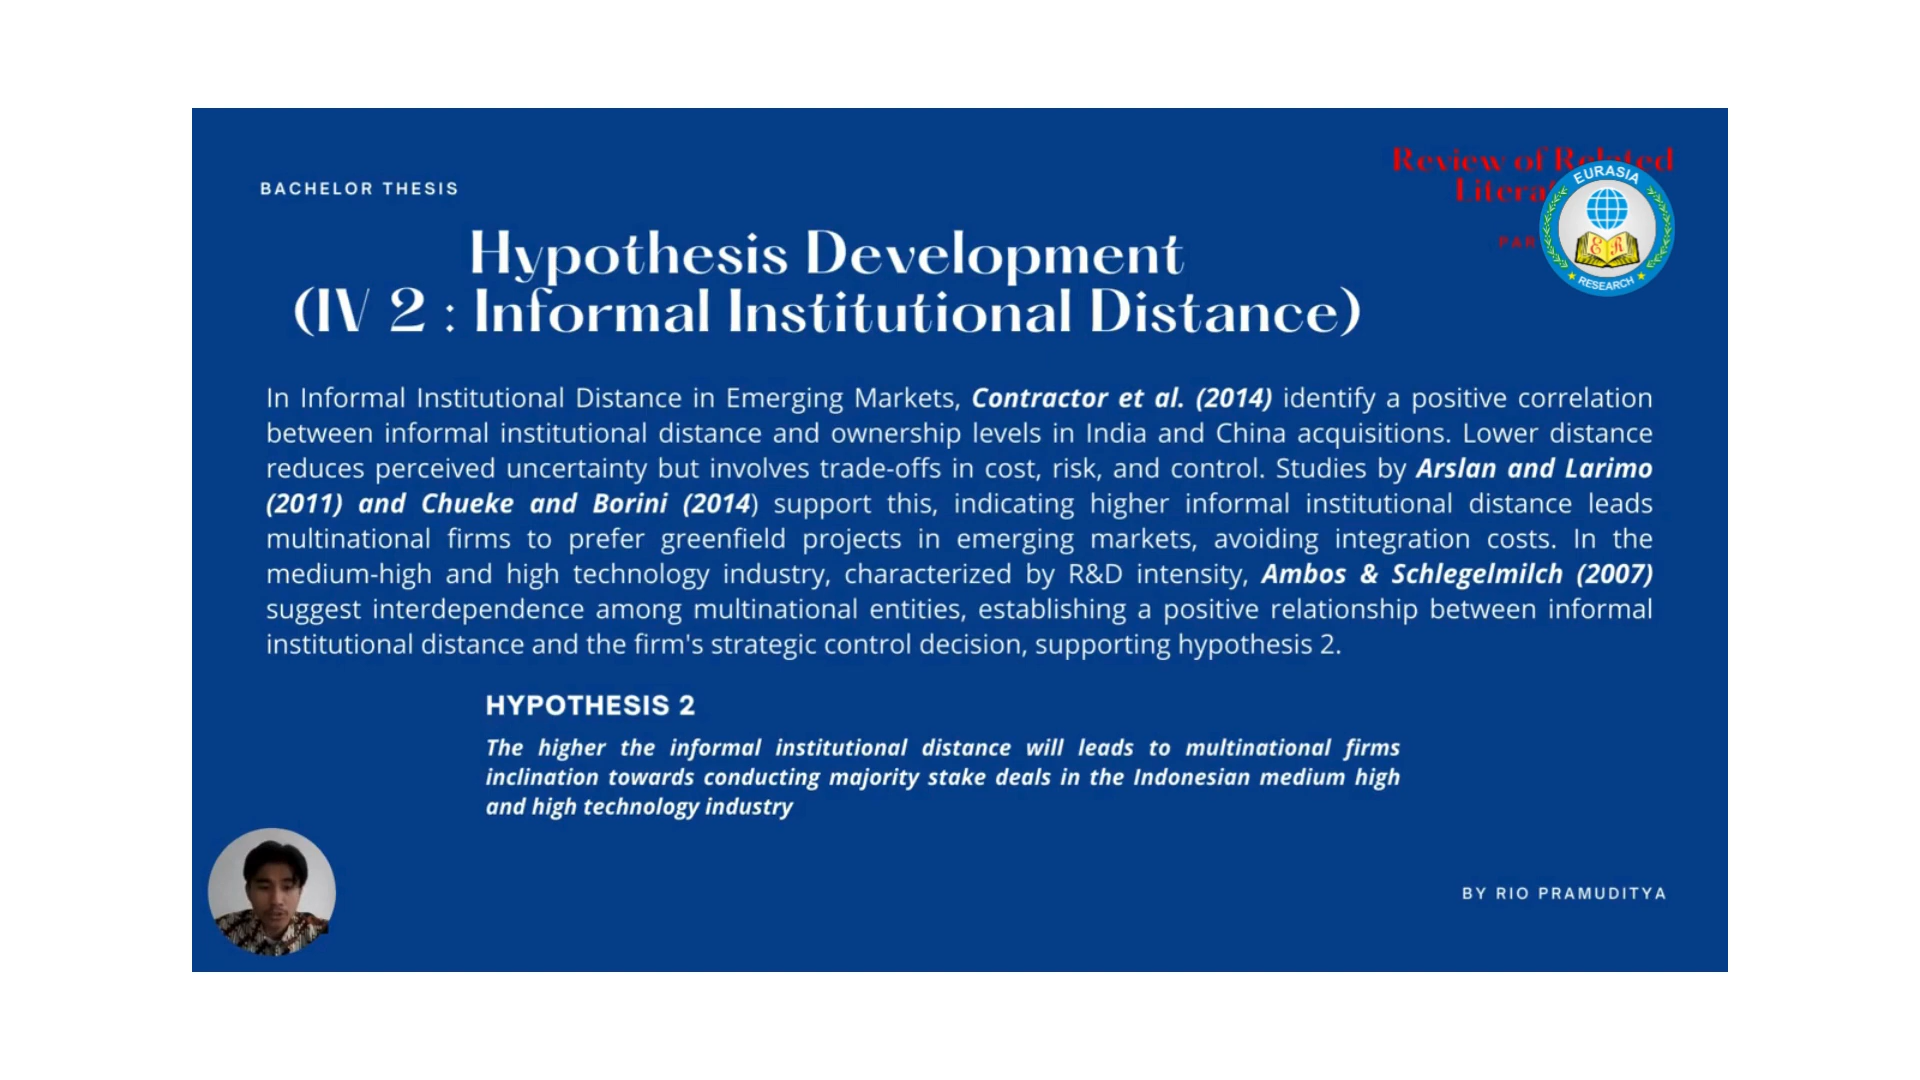 BACHELOR THESIS
Review of Related
EURASIA
RESEARCH
Hypothesis Development
(IV 2 : Informal Institutional Distance)
In Informal Institutional Distance in Emerging Markets, Contractor et al. (2014) identify a positive correlation
between informal institutional distance and ownership levels in India and China acquisitions. Lower distance
reduces perceived uncertainty but involves trade-offs in cost, risk, and control. Studies by Arslan and Larimo
(2011) and Chueke and Borini (2014) support this, indicating higher informal institutional distance leads
multinational firms to prefer greenfield projects in emerging markets, avoiding integration costs. In the
medium-high and high technology industry, characterized by R&D intensity, Ambos & Schlegelmilch (2007)
suggest interdependence among multinational entities, establishing a positive relationship between informal
institutional distance and the firm's strategic control decision, supporting hypothesis 2.
HYPOTHESIS 2
The higher the informal institutional distance will leads to multinational firms
inclination towards conducting majority stake deals in the Indonesian medium high
and high technology industry
BY RIO PRAMUDITYA